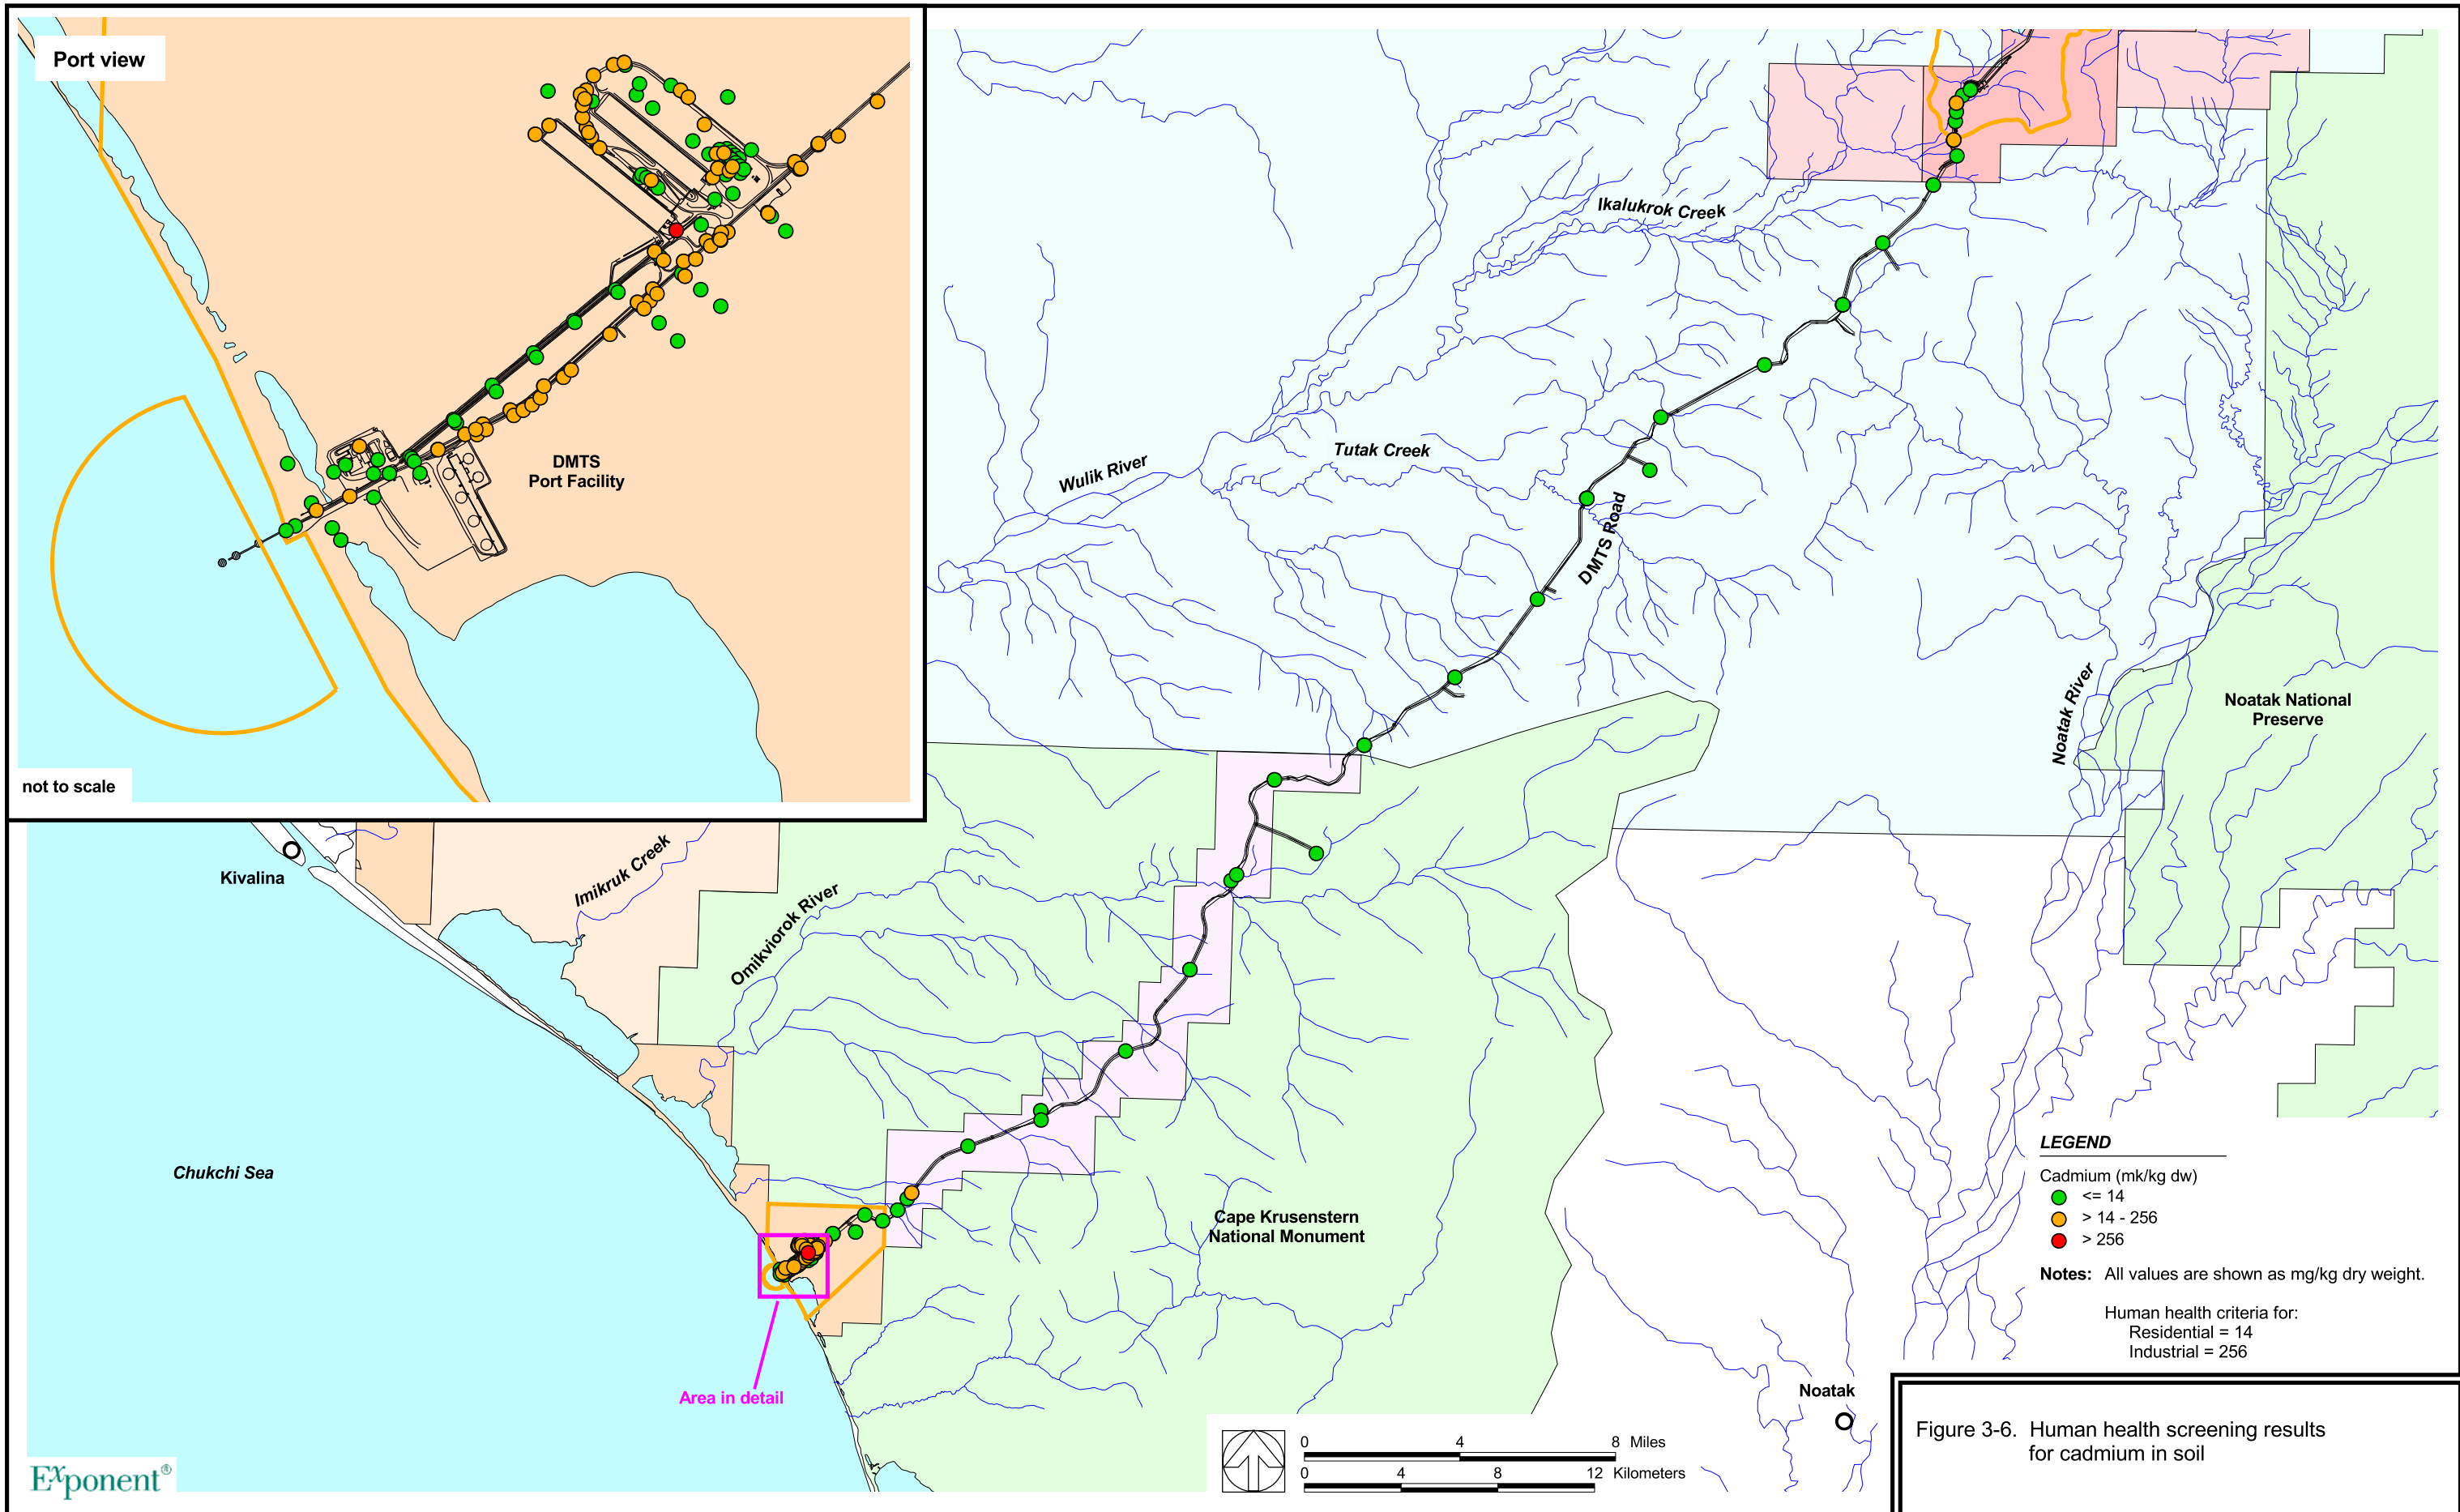 Port view
DMTS
Port Facility
not to scale
Ikalukrok Creek
Tutak Creek
Wulik River
DMTS Road
Noatak River
Noatak National
Preserve
Kivalina
Imikruk Creek
Omikviorok River
Chukchi Sea
Cape Krusenstern
National Monument
Area in detail
Noatak
LEGEND
Cadmium (mk/kg dw)
<= 14
> 14 - 256
> 256
Notes: All values are shown as mg/kg dry weight.
Human health criteria for:
Residential = 14
Industrial = 256
0 4 8 Miles
0 4 8 12 Kilometers
Exponent®
Figure 3-6. Human health screening results
for cadmium in soil